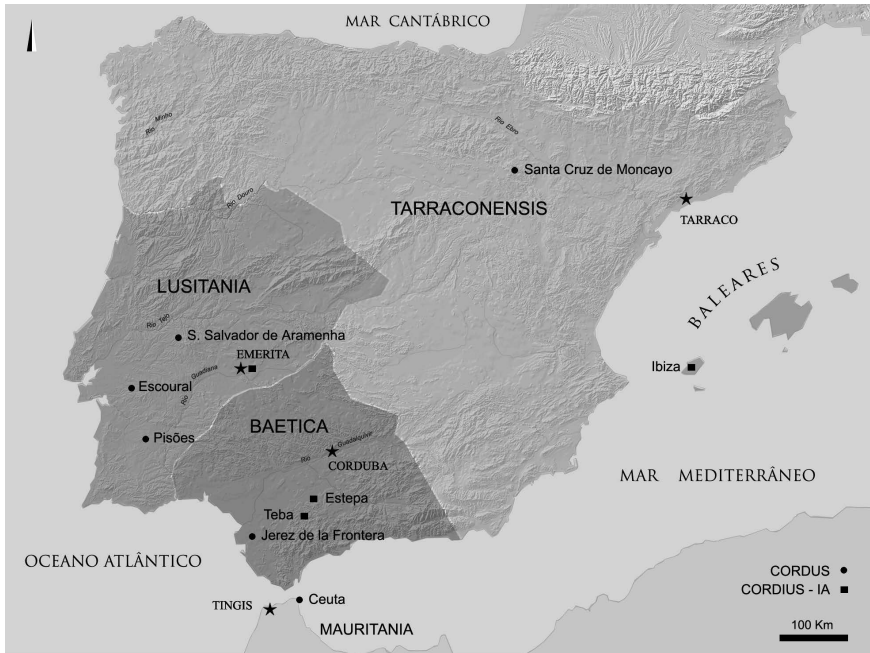 MAR CANTÁBRICO
Rio Minho
Rio Ebro
Santa Cruz de Moncayo
Rio Douro
TARRACONENSIS
TARRACO
BALEARES
LUSITANIA
Rio Tejo
S. Salvador de Aramenha
EMERITA
Ibiza
Rio Guadiana
Escoural
BAETICA
Pisões
Rio Guadalquivir
CORDUBA
MAR MEDITERRÂNEO
Estepa
Teba
Jerez de la Frontera
OCEANO ATLÂNTICO
CORDUS
CORDIUS - IA
TINGIS
Ceuta
MAURITANIA
100 Km